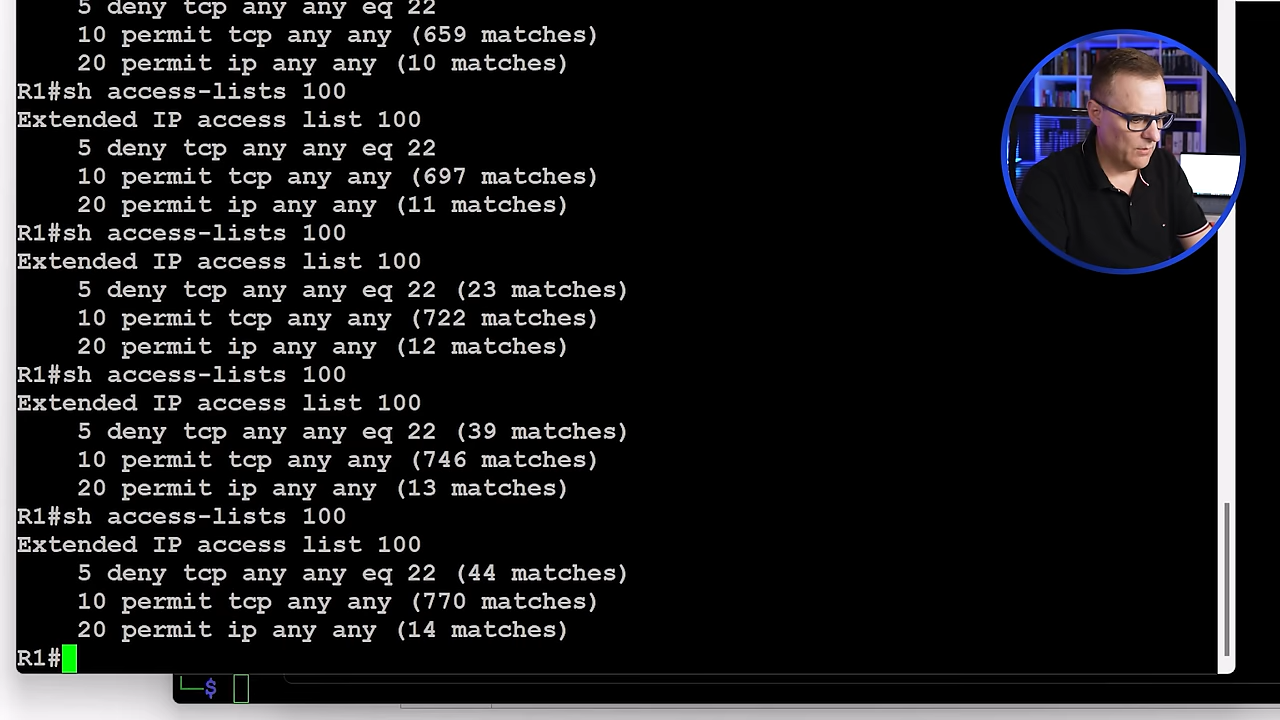 5 deny tcp any any eq 22
10 permit tcp any any (659 matches)
20 permit ip any any (10 matches)
R1#sh access-lists 100
Extended IP access list 100
5 deny tcp any any eq 22
10 permit tcp any any (697 matches)
20 permit ip any any (11 matches)
R1#sh access-lists 100
Extended IP access list 100
5 deny tcp any any eq 22 (23 matches)
10 permit tcp any any (722 matches)
20 permit ip any any (12 matches)
R1#sh access-lists 100
Extended IP access list 100
5 deny tcp any any eq 22 (39 matches)
10 permit tcp any any (746 matches)
20 permit ip any any (13 matches)
R1#sh access-lists 100
Extended IP access list 100
5 deny tcp any any eq 22 (44 matches)
10 permit tcp any any (770 matches)
20 permit ip any any (14 matches)
R1#
$